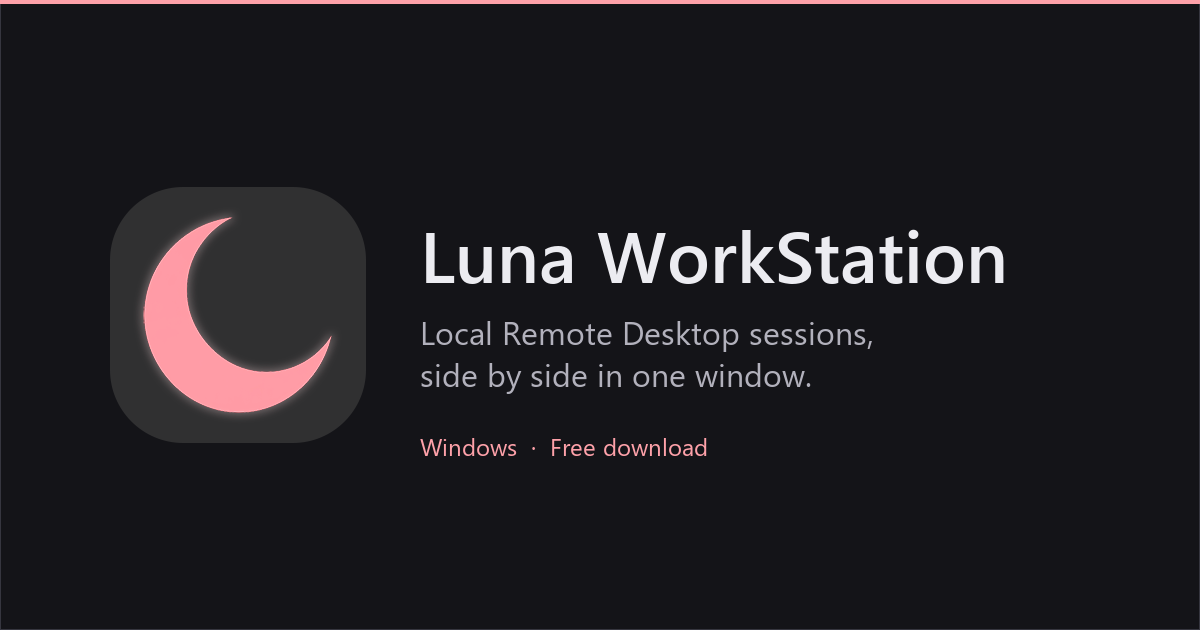 Luna WorkStation
Local Remote Desktop sessions,
side by side in one window.
Windows · Free download